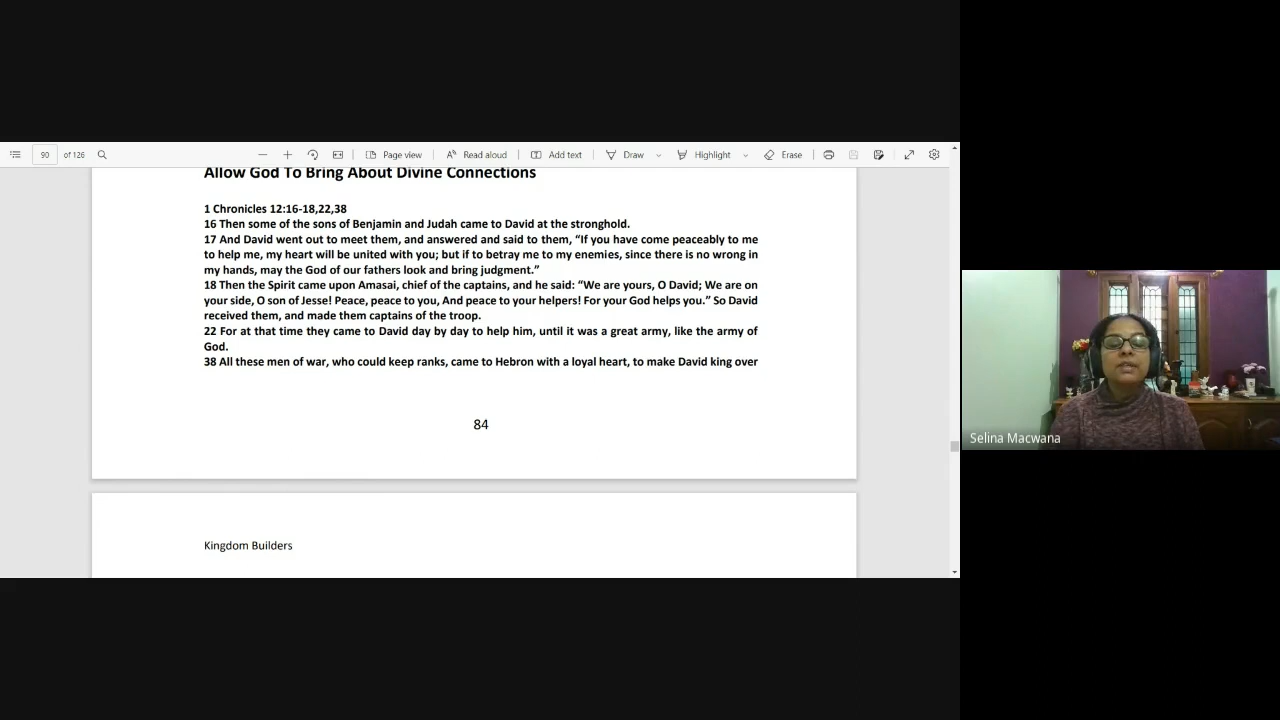 90 of 126 Page view Read aloud Add text Draw Highlight Erase
Allow God To Bring About Divine Connections
1 Chronicles 12:16-18,22,38
16 Then some of the sons of Benjamin and Judah came to David at the stronghold.
17 And David went out to meet them, and answered and said to them, “If you have come peaceably to me
to help me, my heart will be united with you; but if to betray me to my enemies, since there is no wrong in
my hands, may the God of our fathers look and bring judgment.”
18 Then the Spirit came upon Amasai, chief of the captains, and he said: “We are yours, O David; We are on
your side, O son of Jesse! Peace, peace to you, And peace to your helpers! For your God helps you.” So David
received them, and made them captains of the troop.
22 For at that time they came to David day by day to help him, until it was a great army, like the army of
God.
38 All these men of war, who could keep ranks, came to Hebron with a loyal heart, to make David king over
84
Kingdom Builders
Selina Macwana